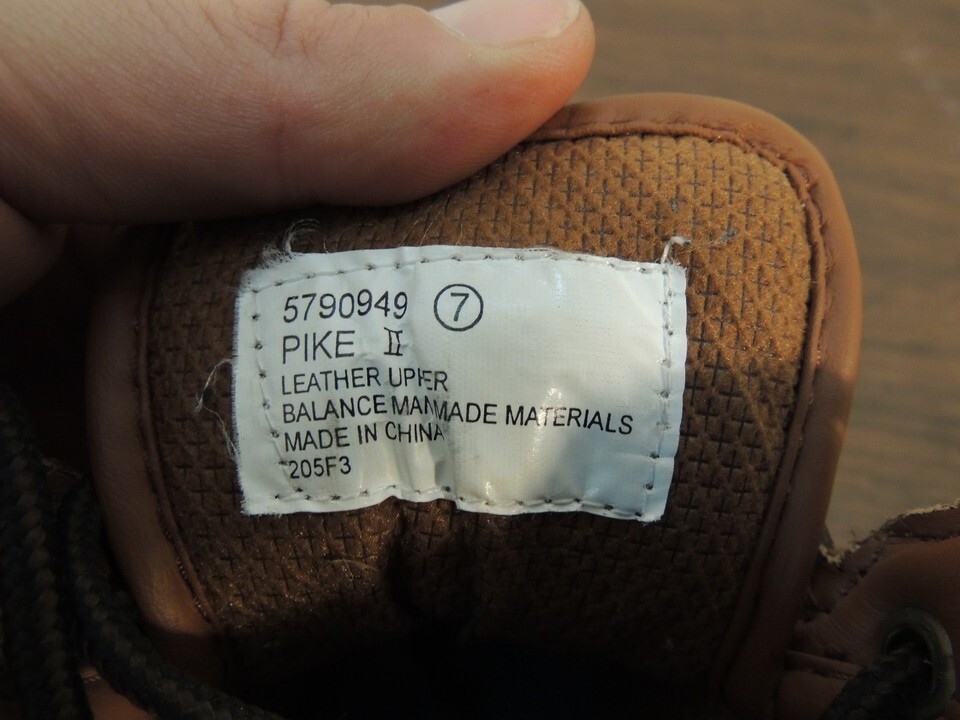 5790949 ⑦
PIKE II
LEATHER UPPER
BALANCE MANMADE MATERIALS
MADE IN CHINA
205F3